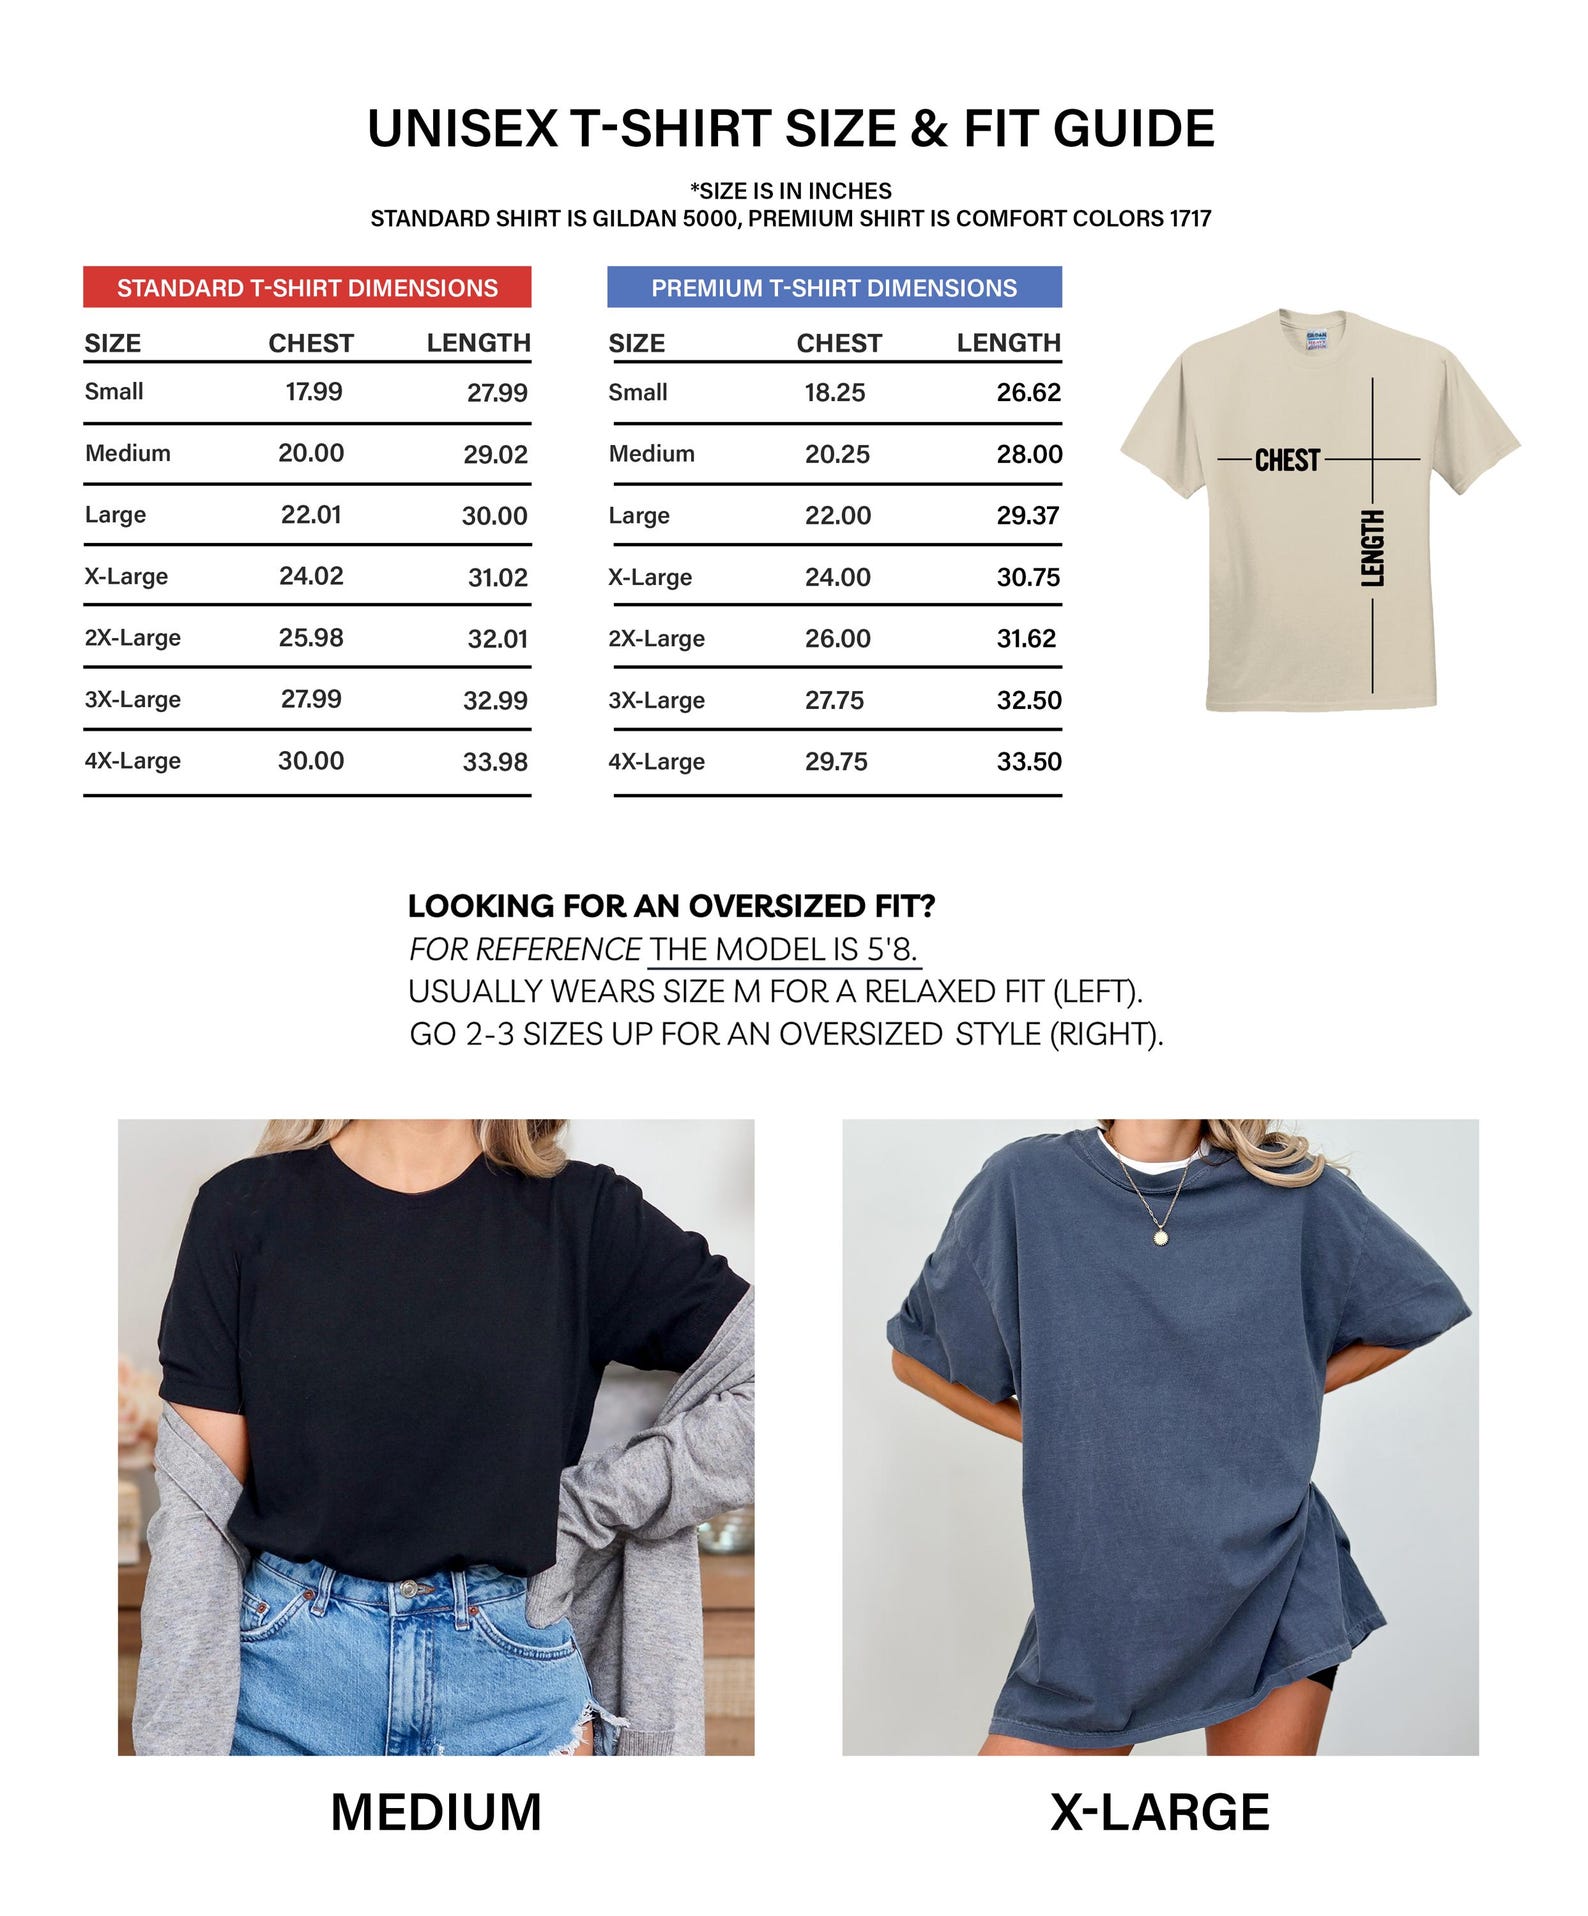 UNISEX T-SHIRT SIZE & FIT GUIDE
*SIZE IS IN INCHES
STANDARD SHIRT IS GILDAN 5000, PREMIUM SHIRT IS COMFORT COLORS 1717
STANDARD T-SHIRT DIMENSIONS
SIZE CHEST LENGTH
Small 17.99 27.99
Medium 20.00 29.02
Large 22.01 30.00
X-Large 24.02 31.02
2X-Large 25.98 32.01
3X-Large 27.99 32.99
4X-Large 30.00 33.98
PREMIUM T-SHIRT DIMENSIONS
SIZE CHEST LENGTH
Small 18.25 26.62
Medium 20.25 28.00
Large 22.00 29.37
X-Large 24.00 30.75
2X-Large 26.00 31.62
3X-Large 27.75 32.50
4X-Large 29.75 33.50
CHEST
LENGTH
LOOKING FOR AN OVERSIZED FIT?
FOR REFERENCE THE MODEL IS 5'8.
USUALLY WEARS SIZE M FOR A RELAXED FIT (LEFT).
GO 2-3 SIZES UP FOR AN OVERSIZED STYLE (RIGHT).
MEDIUM
X-LARGE